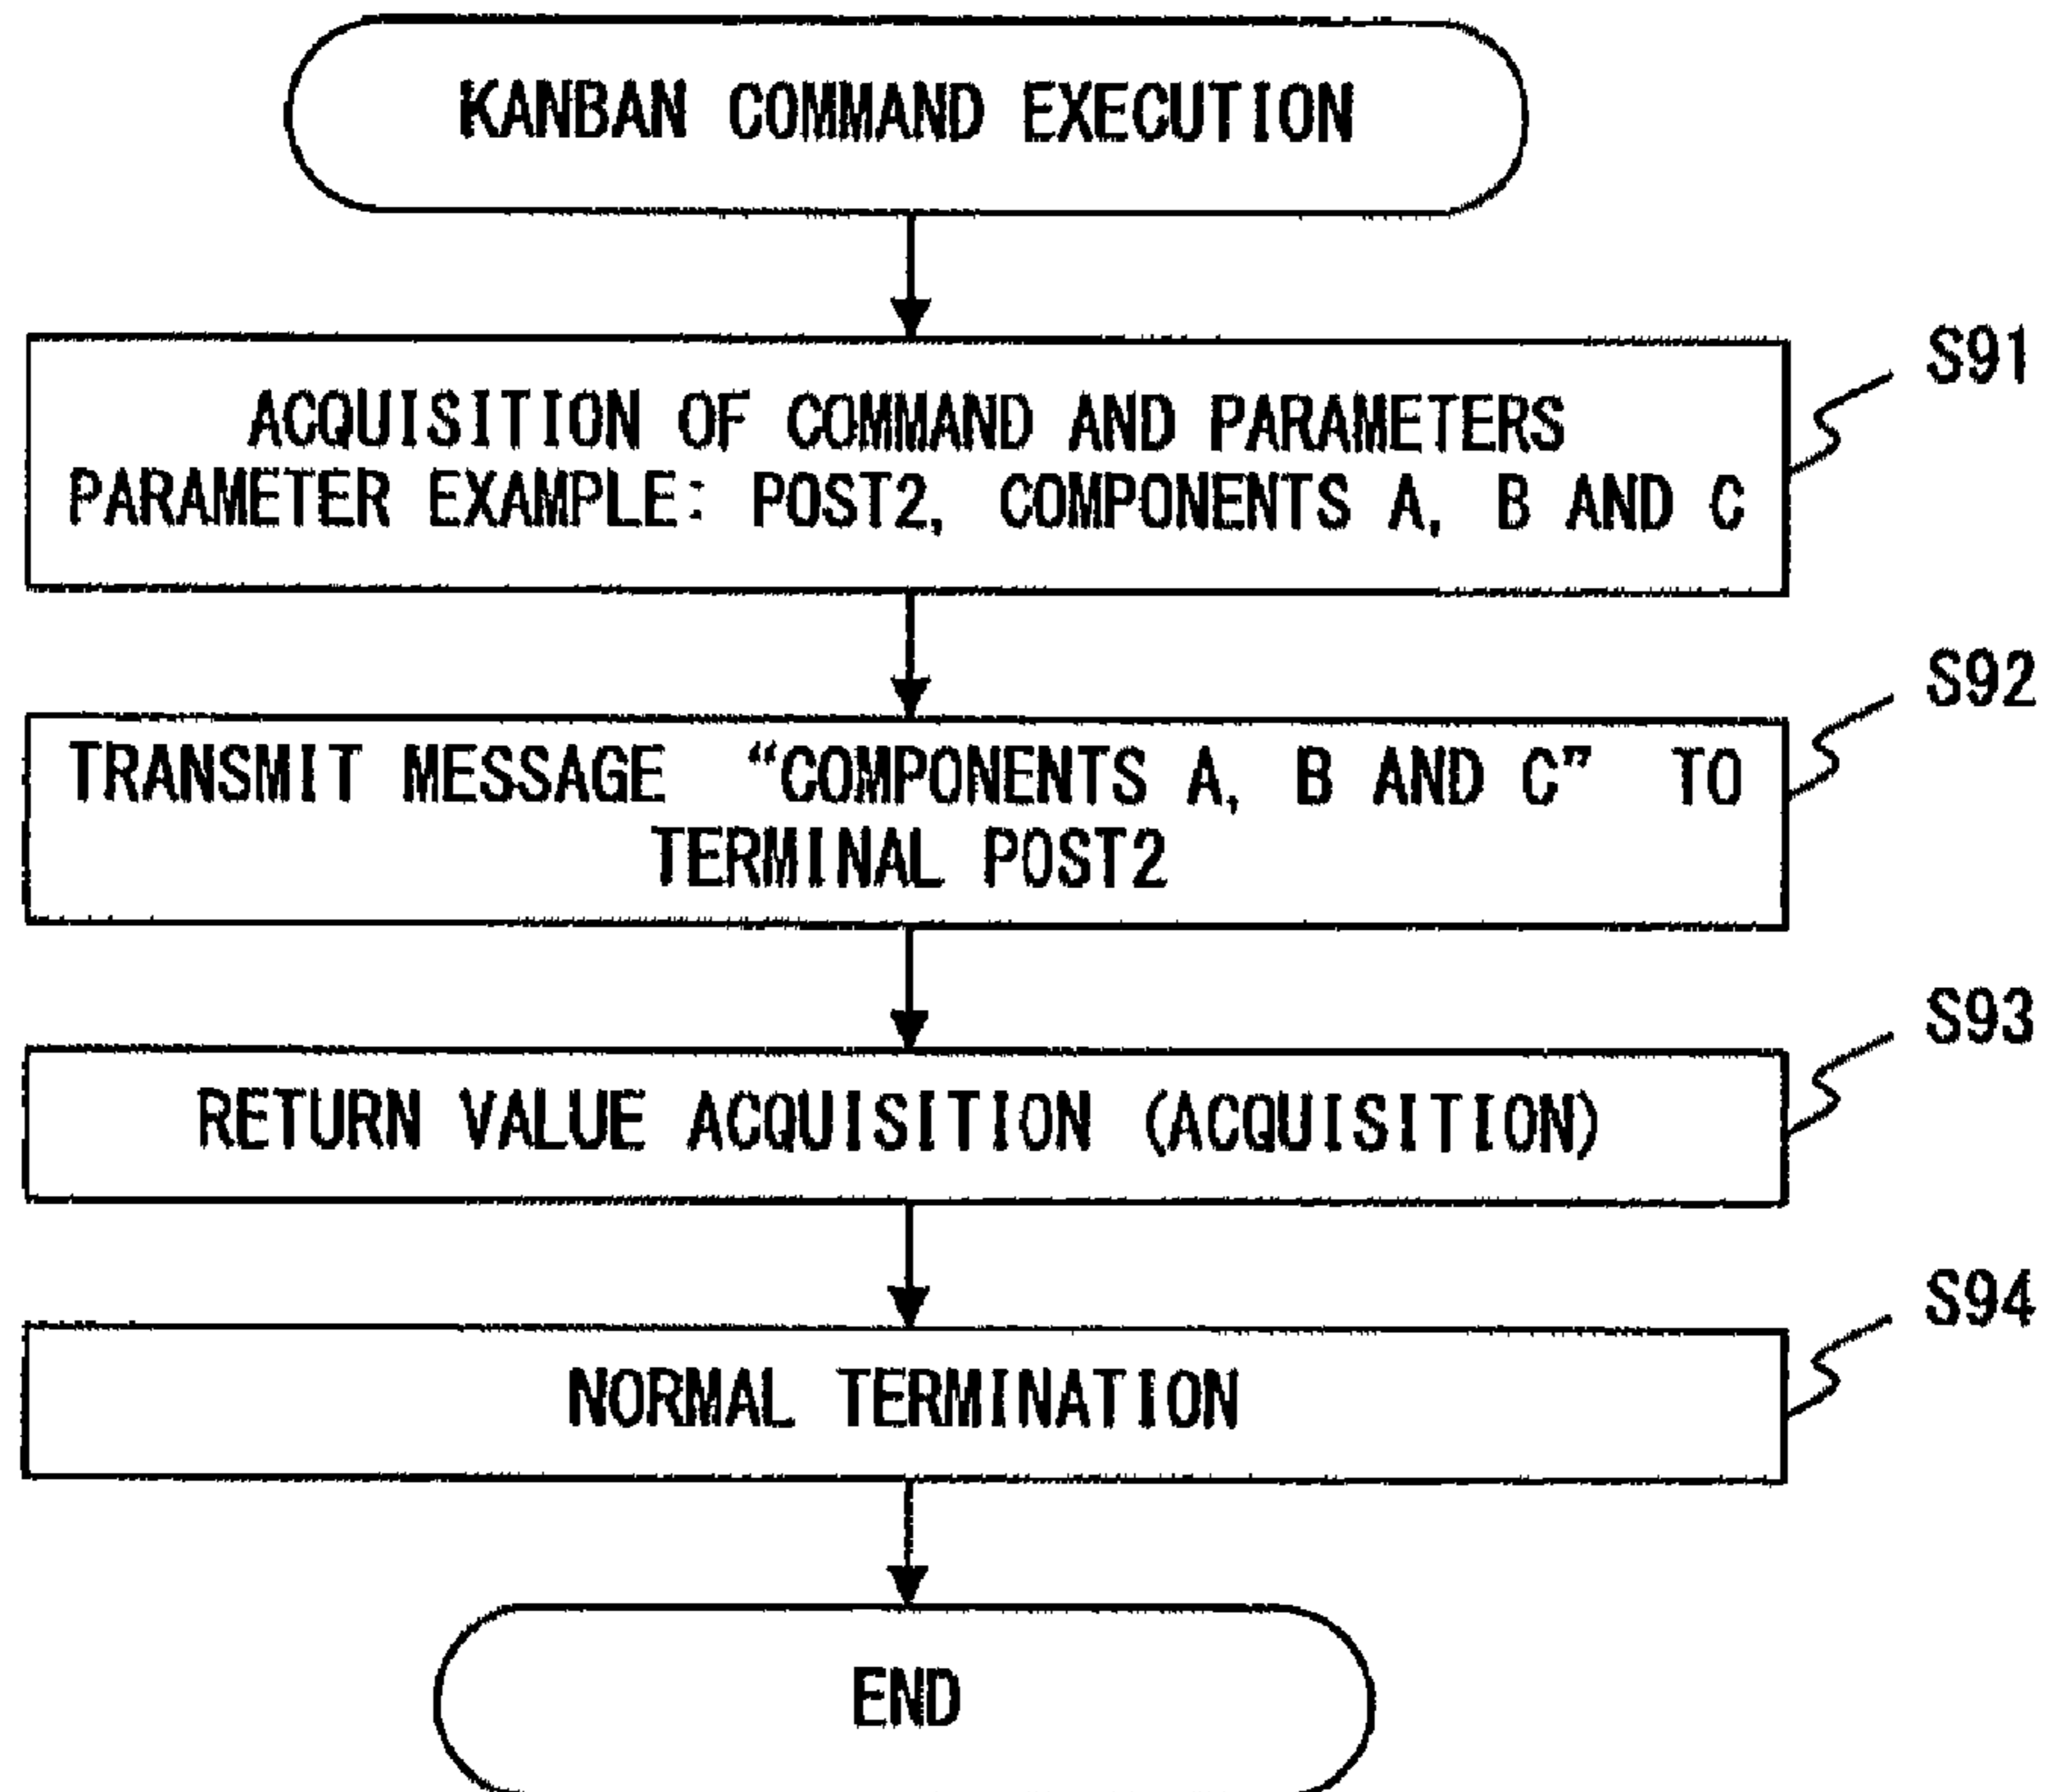 KANBAN COMMAND EXECUTION
S91
ACQUISITION OF COMMAND AND PARAMETERS
PARAMETER EXAMPLE: POST2, COMPONENTS A, B AND C
S92
TRANSMIT MESSAGE “COMPONENTS A, B AND C” TO
TERMINAL POST2
S93
RETURN VALUE ACQUISITION (ACQUISITION)
S94
NORMAL TERMINATION
END